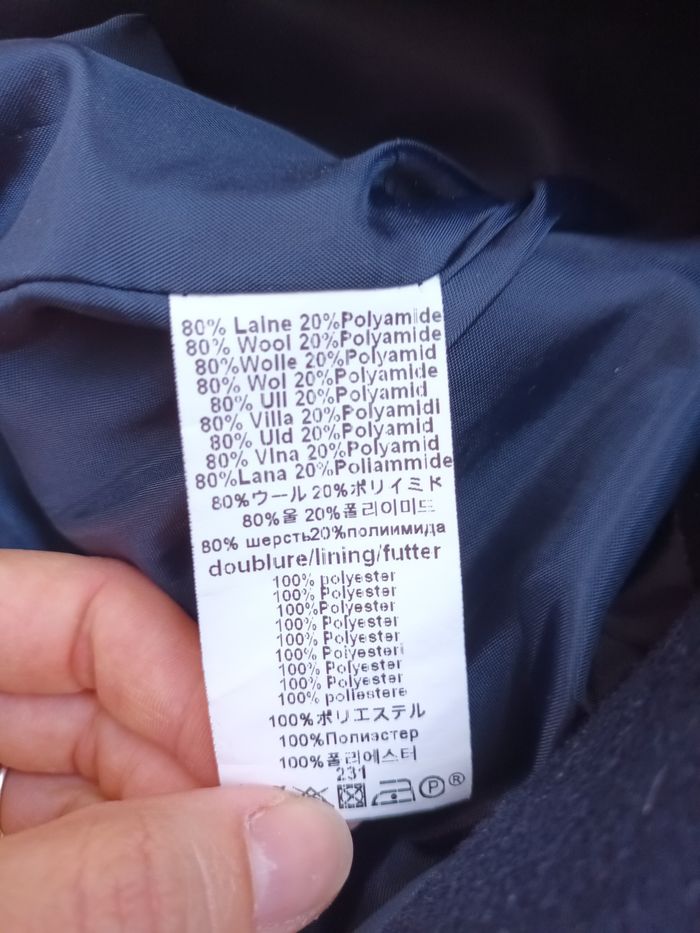 80% Laine 20%Polyamide
80% Wool 20%Polyamide
80%Wolle 20%Polyamid
80% Wol 20%Polyamide
80% Ull 20%Polyamid
80% Villa 20%Polyamidi
80% Uld 20%Polyamid
80% Vlna 20%Polyamid
80%Lana 20%Poliammide
80%ウール 20%ポリイミド
80%울 20%폴리이미드
80% шерсть20%полиимида
doublure/lining/futter
100% polyester
100% Polyester
100%Polyester
100% Polyester
100% Polyester
100% Polyesteri
100% Polyester
100% Polyester
100% poliestere
100%ポリエステル
100%Полиэстер
100%폴리에스터
231
P®